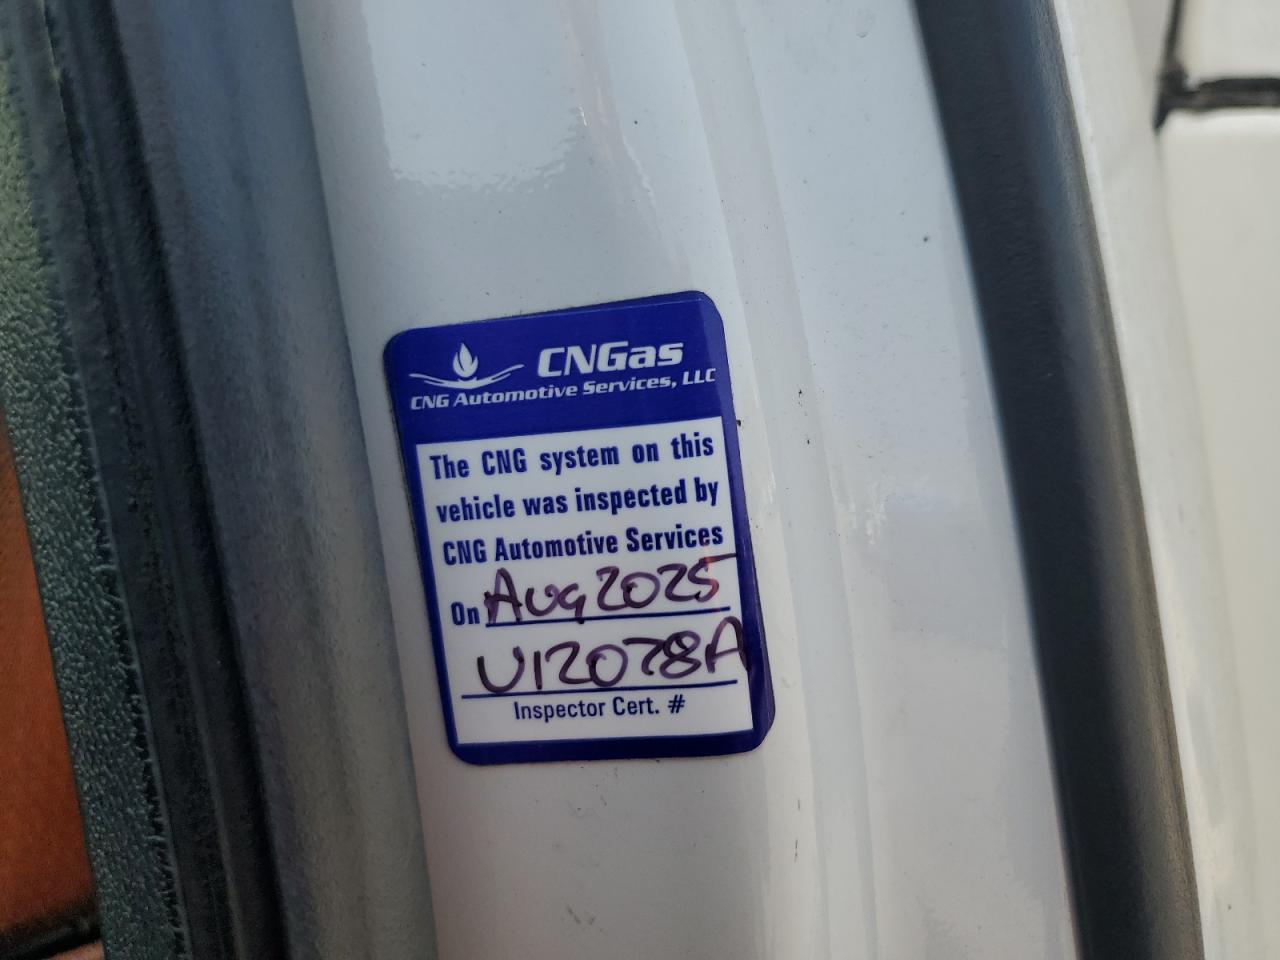 CNGas
CNG Automotive Services, LLC
The CNG system on this
vehicle was inspected by
CNG Automotive Services
On Aug 2025
U12078A
Inspector Cert. #